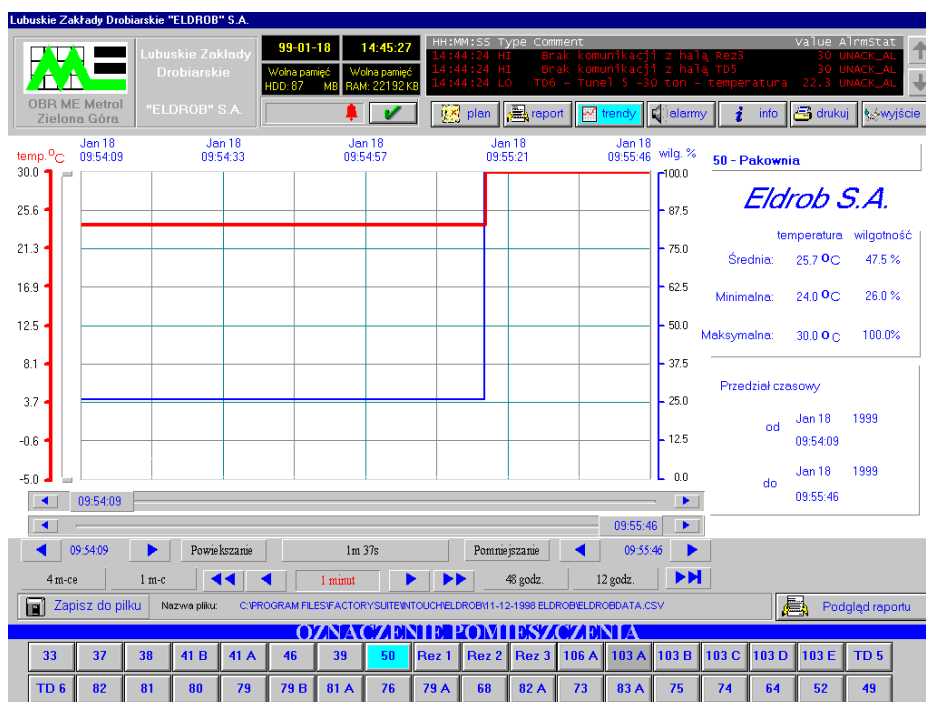 Lubuskie Zakłady Drobiarskie "ELDROB" S.A.
OBR ME Metrol
Zielona Góra
Lubuskie Zakłady
Drobiarskie
"ELDROB" S.A.
99-01-18 14:45:27
Wolna pamięć Wolna pamięć
HDD: 87 MB RAM: 22192 KB
HH:MM:SS Type Comment Value AlrmStat
14:44:24 HI Brak komunikacji z halą Rez3 30 UNACK_AL
14:44:24 HI Brak komunikacji z halą TD5 30 UNACK_AL
14:44:24 LO TD6 - Tunel 5 -30 ton - temperatura 22.3 UNACK_AL
plan raport trendy alarmy info drukuj wyjście
temp. °C
Jan 18 Jan 18 Jan 18 Jan 18 Jan 18
09:54:09 09:54:33 09:54:57 09:55:21 09:55:46
wilg. %
30.0 100.0
25.6 87.5
21.3 75.0
16.9 62.5
12.5 50.0
8.1 37.5
3.7 25.0
-0.6 12.5
-5.0 0.0
50 - Pakownia
Eldrob S.A.
temperatura wilgotność
Średnia: 25.7 °C 47.5 %
Minimalna: 24.0 °C 26.0 %
Maksymalna: 30.0 °C 100.0%
Przedział czasowy
od Jan 18 1999
09:54:09
do Jan 18 1999
09:55:46
09:54:09
09:55:46
09:54:09 Powiekszanie 1m 37s Pomniejszanie 09:55:46
4 m-ce 1 m-c 1 minut 48 godz. 12 godz.
Zapisz do pilku Nazwa pliku: C:\PROGRAM FILES\FACTORYSUITE\INTOUCH\ELDROB\11-12-1998 ELDROB\ELDROBDATA.CSV Podgląd raportu
OZNACZENIE POMIESZCZENIA
33 37 38 41 B 41 A 46 39 50 Rez 1 Rez 2 Rez 3 106 A 103 A 103 B 103 C 103 D 103 E TD 5
TD 6 82 81 80 79 79 B 81 A 76 79 A 68 82 A 73 83 A 75 74 64 52 49